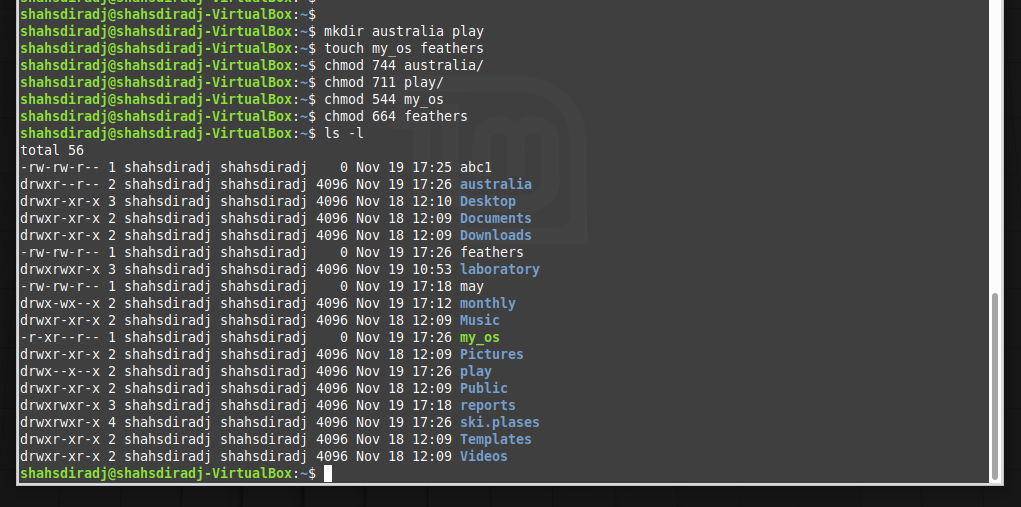 shahsdiradj@shahsdiradj-VirtualBox:~$
shahsdiradj@shahsdiradj-VirtualBox:~$ mkdir australia play
shahsdiradj@shahsdiradj-VirtualBox:~$ touch my_os feathers
shahsdiradj@shahsdiradj-VirtualBox:~$ chmod 744 australia/
shahsdiradj@shahsdiradj-VirtualBox:~$ chmod 711 play/
shahsdiradj@shahsdiradj-VirtualBox:~$ chmod 544 my_os
shahsdiradj@shahsdiradj-VirtualBox:~$ chmod 664 feathers
shahsdiradj@shahsdiradj-VirtualBox:~$ ls -l
total 56
-rw-rw-r-- 1 shahsdiradj shahsdiradj    0 Nov 19 17:25 abc1
drwxr--r-- 2 shahsdiradj shahsdiradj 4096 Nov 19 17:26 australia
drwxr-xr-x 3 shahsdiradj shahsdiradj 4096 Nov 18 12:10 Desktop
drwxr-xr-x 2 shahsdiradj shahsdiradj 4096 Nov 18 12:09 Documents
drwxr-xr-x 2 shahsdiradj shahsdiradj 4096 Nov 18 12:09 Downloads
-rw-rw-r-- 1 shahsdiradj shahsdiradj    0 Nov 19 17:26 feathers
drwxrwxr-x 3 shahsdiradj shahsdiradj 4096 Nov 19 10:53 laboratory
-rw-rw-r-- 1 shahsdiradj shahsdiradj    0 Nov 19 17:18 may
drwx-wx--x 2 shahsdiradj shahsdiradj 4096 Nov 19 17:12 monthly
drwxr-xr-x 2 shahsdiradj shahsdiradj 4096 Nov 18 12:09 Music
-r-xr--r-- 1 shahsdiradj shahsdiradj    0 Nov 19 17:26 my_os
drwxr-xr-x 2 shahsdiradj shahsdiradj 4096 Nov 18 12:09 Pictures
drwx--x--x 2 shahsdiradj shahsdiradj 4096 Nov 19 17:26 play
drwxr-xr-x 2 shahsdiradj shahsdiradj 4096 Nov 18 12:09 Public
drwxrwxr-x 3 shahsdiradj shahsdiradj 4096 Nov 19 17:18 reports
drwxrwxr-x 4 shahsdiradj shahsdiradj 4096 Nov 19 17:26 ski.plases
drwxr-xr-x 2 shahsdiradj shahsdiradj 4096 Nov 18 12:09 Templates
drwxr-xr-x 2 shahsdiradj shahsdiradj 4096 Nov 18 12:09 Videos
shahsdiradj@shahsdiradj-VirtualBox:~$